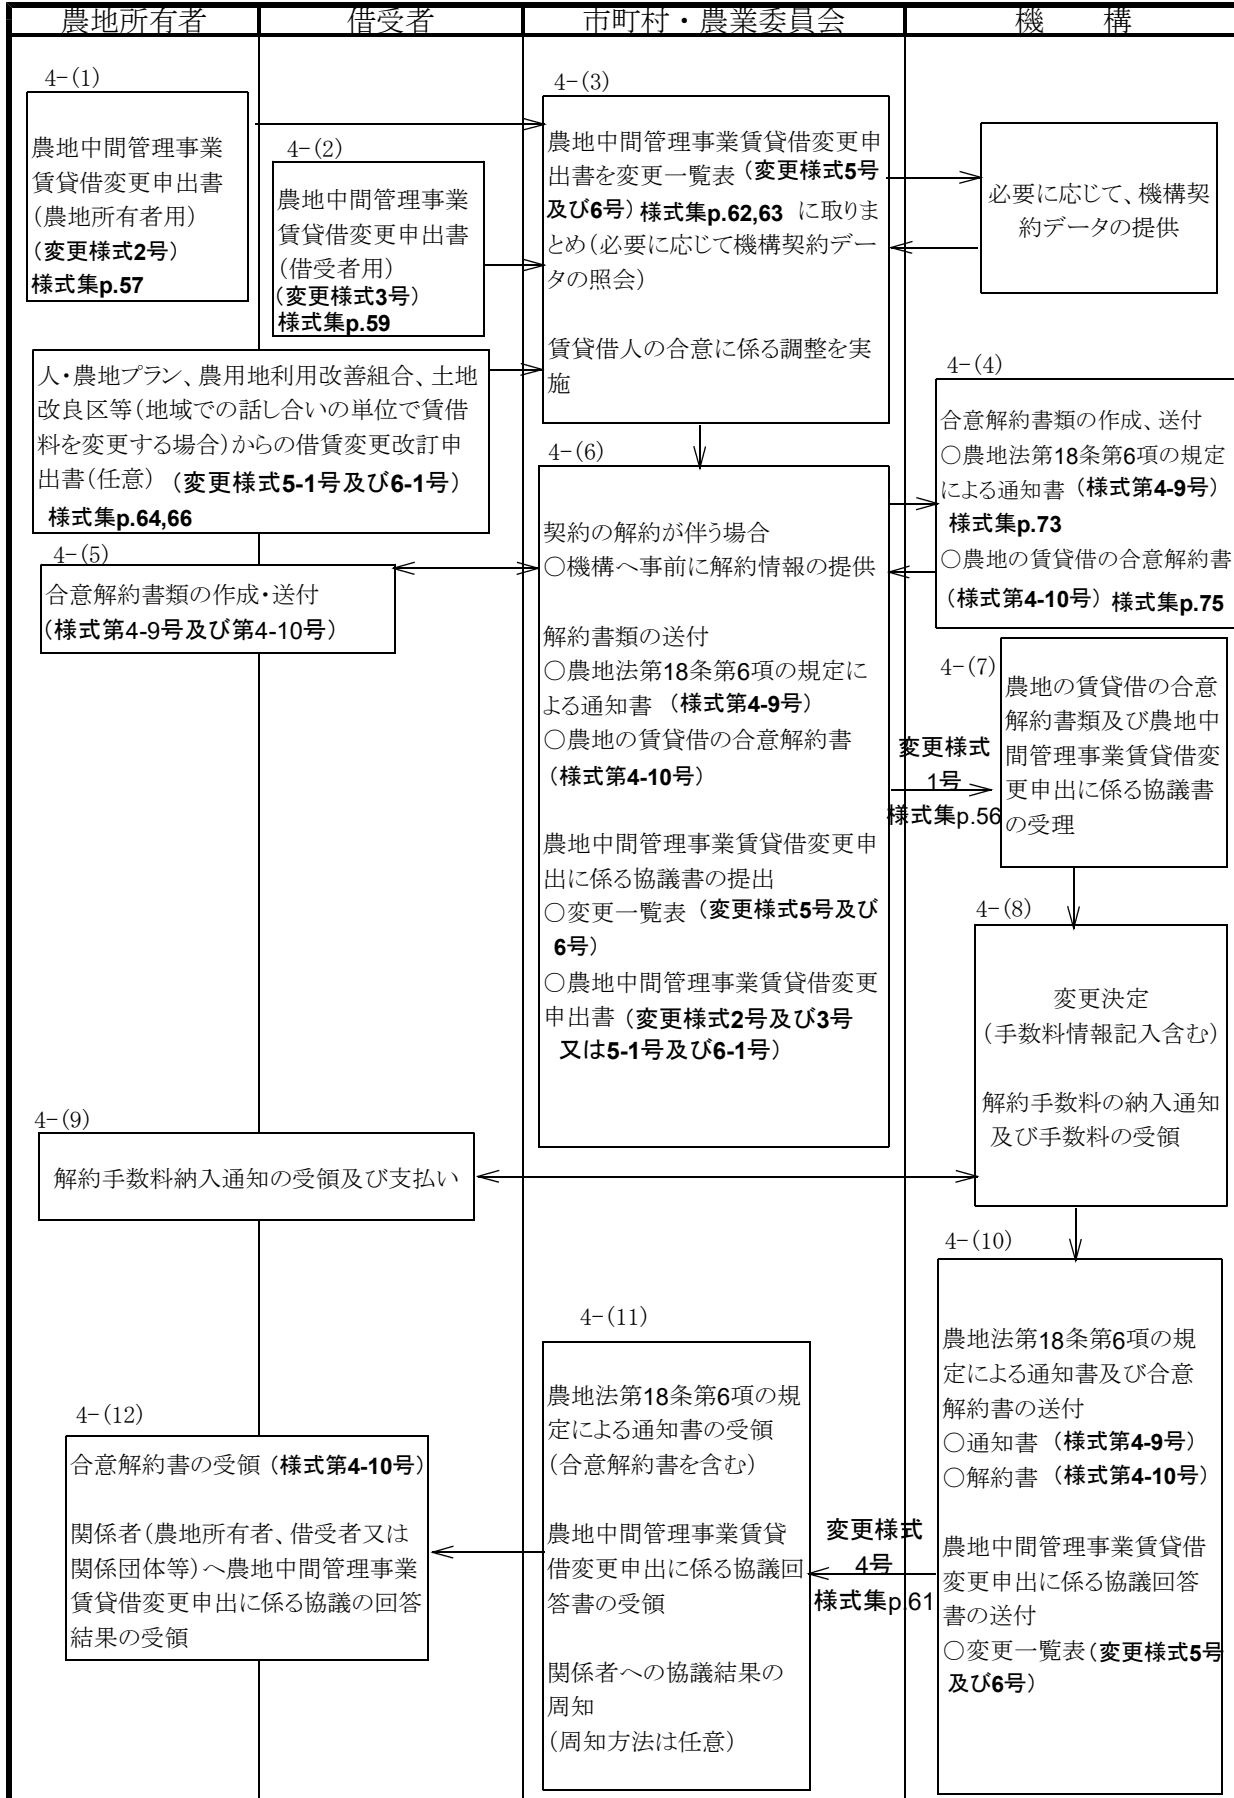 農地所有者
借受者
市町村・農業委員会
機　　構
4-(1)
農地中間管理事業
賃貸借変更申出書
(農地所有者用)
(変更様式2号)
様式集p.57
4-(2)
農地中間管理事業
賃貸借変更申出書
(借受者用)
(変更様式3号)
様式集p.59
4-(3)
農地中間管理事業賃貸借変更申
出書を変更一覧表(変更様式5号
及び6号) 様式集p.62,63 に取りま
とめ(必要に応じて機構契約デー
タの照会)
賃貸借人の合意に係る調整を実
施
必要に応じて、機構契
約データの提供
人・農地プラン、農用地利用改善組合、土地
改良区等(地域での話し合いの単位で賃借
料を変更する場合)からの借賃変更改訂申
出書(任意) (変更様式5-1号及び6-1号)
様式集p.64,66
4-(4)
合意解約書類の作成、送付
○農地法第18条第6項の規定
による通知書 (様式第4-9号)
様式集p.73
○農地の賃貸借の合意解約書
(様式第4-10号) 様式集p.75
4-(5)
合意解約書類の作成・送付
(様式第4-9号及び第4-10号)
4-(6)
契約の解約が伴う場合
○機構へ事前に解約情報の提供
解約書類の送付
○農地法第18条第6項の規定に
よる通知書 (様式第4-9号)
○農地の賃貸借の合意解約書
(様式第4-10号)
農地中間管理事業賃貸借変更申
出に係る協議書の提出
○変更一覧表 (変更様式5号及び
6号)
○農地中間管理事業賃貸借変更
申出書 (変更様式2号及び3号
又は5-1号及び6-1号)
変更様式
1号
様式集p.56
4-(7)
農地の賃貸借の合意
解約書類及び農地中
間管理事業賃貸借変
更申出に係る協議書
の受理
4-(8)
変更決定
(手数料情報記入含む)
解約手数料の納入通知
及び手数料の受領
4-(9)
解約手数料納入通知の受領及び支払い
4-(10)
農地法第18条第6項の規
定による通知書及び合意
解約書の送付
○通知書 (様式第4-9号)
○解約書 (様式第4-10号)
農地中間管理事業賃貸借
変更申出に係る協議回答
書の送付
○変更一覧表(変更様式5号
及び6号)
変更様式
4号
様式集p.61
4-(11)
農地法第18条第6項の規
定による通知書の受領
(合意解約書を含む)
農地中間管理事業賃貸
借変更申出に係る協議回
答書の受領
関係者への協議結果の
周知
(周知方法は任意)
4-(12)
合意解約書の受領 (様式第4-10号)
関係者(農地所有者、借受者又は
関係団体等)へ農地中間管理事業
賃貸借変更申出に係る協議の回答
結果の受領